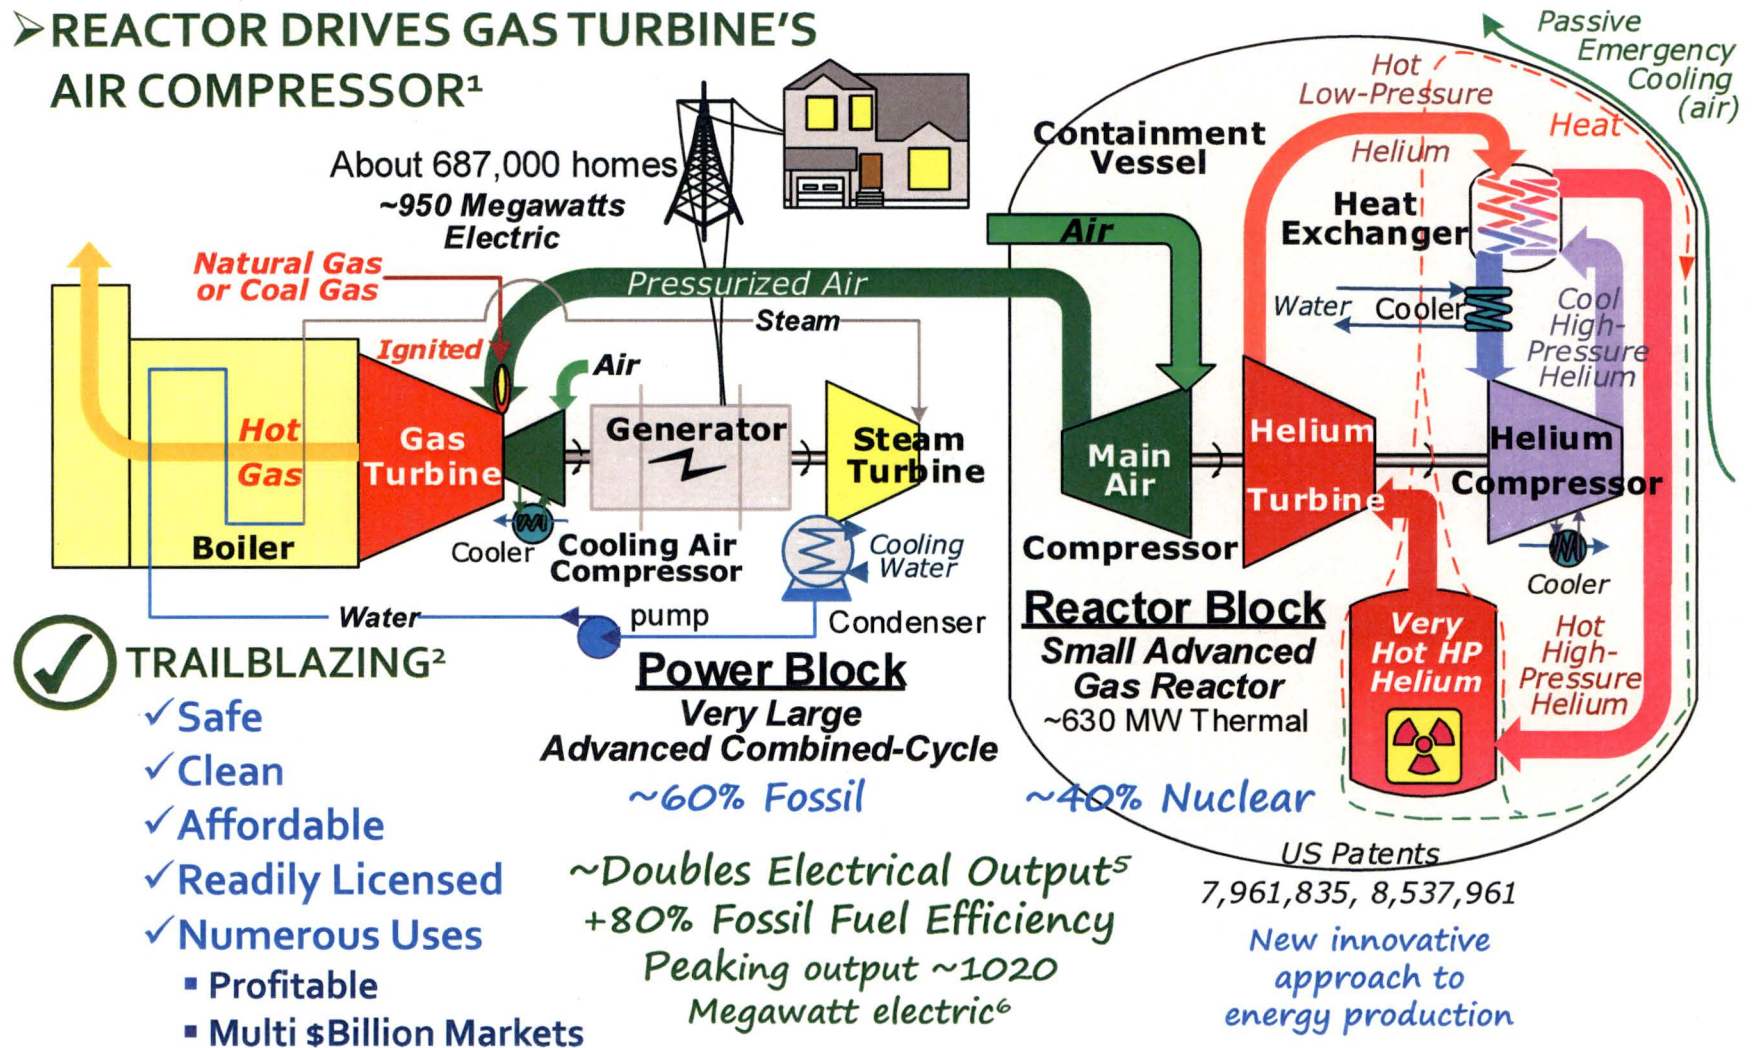 ➢REACTOR DRIVES GAS TURBINE'S
AIR COMPRESSOR¹
About 687,000 homes
~950 Megawatts
Electric
Natural Gas
or Coal Gas
Ignited
Pressurized Air
Steam
Air
Hot
Gas
Boiler
Gas
Turbine
Cooler
Cooling Air
Compressor
Generator
Steam
Turbine
Cooling
Water
Condenser
pump
Water
Power Block
Very Large
Advanced Combined-Cycle
~60% Fossil
Passive
Emergency
Cooling
(air)
Containment
Vessel
Air
Hot
Low-Pressure
Helium
Heat
Heat
Exchanger
Water
Cooler
Cool
High-
Pressure
Helium
Main
Air
Compressor
Helium
Turbine
Helium
Compressor
Cooler
Reactor Block
Small Advanced
Gas Reactor
~630 MW Thermal
~40% Nuclear
Very
Hot HP
Helium
Hot
High-
Pressure
Helium
US Patents
7,961,835, 8,537,961
New innovative
approach to
energy production
TRAILBLAZING²
✓Safe
✓Clean
✓Affordable
✓Readily Licensed
✓Numerous Uses
▪ Profitable
▪ Multi $Billion Markets
~Doubles Electrical Output⁵
+80% Fossil Fuel Efficiency
Peaking output ~1020
Megawatt electric⁶